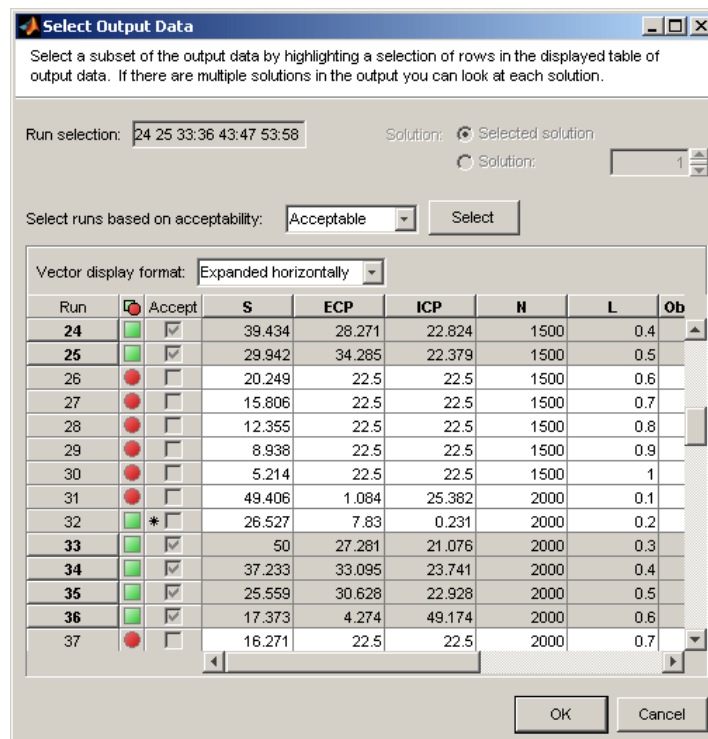 Select Output Data
Select a subset of the output data by highlighting a selection of rows in the displayed table of
output data. If there are multiple solutions in the output you can look at each solution.
Run selection: 24 25 33:36 43:47 53:58 Solution: Selected solution
Solution: 1
Select runs based on acceptability: Acceptable Select
Vector display format: Expanded horizontally
Run Accept S ECP ICP N L Ob
24 39.434 28.271 22.824 1500 0.4
25 29.942 34.285 22.379 1500 0.5
26 20.249 22.5 22.5 1500 0.6
27 15.806 22.5 22.5 1500 0.7
28 12.355 22.5 22.5 1500 0.8
29 8.938 22.5 22.5 1500 0.9
30 5.214 22.5 22.5 1500 1
31 49.406 1.084 25.382 2000 0.1
32 * 26.527 7.83 0.231 2000 0.2
33 50 27.281 21.076 2000 0.3
34 37.233 33.095 23.741 2000 0.4
35 25.559 30.628 22.928 2000 0.5
36 17.373 4.274 49.174 2000 0.6
37 16.271 22.5 22.5 2000 0.7
OK Cancel